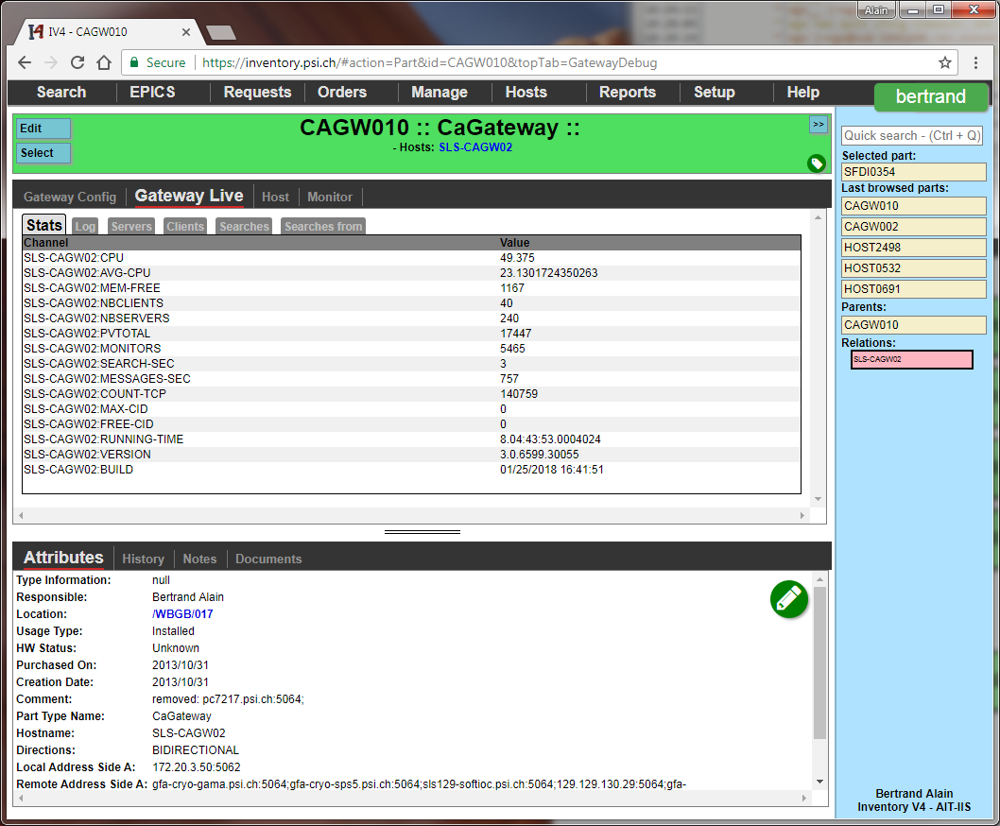 Alain
IV4 - CAGW010
Secure https://inventory.psi.ch/#action=Part&id=CAGW010&topTab=GatewayDebug
Search EPICS Requests Orders Manage Hosts Reports Setup Help bertrand
Edit
Select
CAGW010 :: CaGateway ::
- Hosts: SLS-CAGW02
>>
Gateway Config Gateway Live Host Monitor
Stats Log Servers Clients Searches Searches from
Channel Value
SLS-CAGW02:CPU 49.375
SLS-CAGW02:AVG-CPU 23.1301724350263
SLS-CAGW02:MEM-FREE 1167
SLS-CAGW02:NBCLIENTS 40
SLS-CAGW02:NBSERVERS 240
SLS-CAGW02:PVTOTAL 17447
SLS-CAGW02:MONITORS 5465
SLS-CAGW02:SEARCH-SEC 3
SLS-CAGW02:MESSAGES-SEC 757
SLS-CAGW02:COUNT-TCP 140759
SLS-CAGW02:MAX-CID 0
SLS-CAGW02:FREE-CID 0
SLS-CAGW02:RUNNING-TIME 8.04:43:53.0004024
SLS-CAGW02:VERSION 3.0.6599.30055
SLS-CAGW02:BUILD 01/25/2018 16:41:51
Attributes History Notes Documents
Type Information: null
Responsible: Bertrand Alain
Location: /WBGB/017
Usage Type: Installed
HW Status: Unknown
Purchased On: 2013/10/31
Creation Date: 2013/10/31
Comment: removed: pc7217.psi.ch:5064;
Part Type Name: CaGateway
Hostname: SLS-CAGW02
Directions: BIDIRECTIONAL
Local Address Side A: 172.20.3.50:5062
Remote Address Side A: gfa-cryo-gama.psi.ch:5064;gfa-cryo-sps5.psi.ch:5064;sls129-softioc.psi.ch:5064;129.129.130.29:5064;gfa-
Quick search - (Ctrl + Q)
Selected part:
SFDI0354
Last browsed parts:
CAGW010
CAGW002
HOST2498
HOST0532
HOST0691
Parents:
CAGW010
Relations:
SLS-CAGW02
Bertrand Alain
Inventory V4 - AIT-IIS